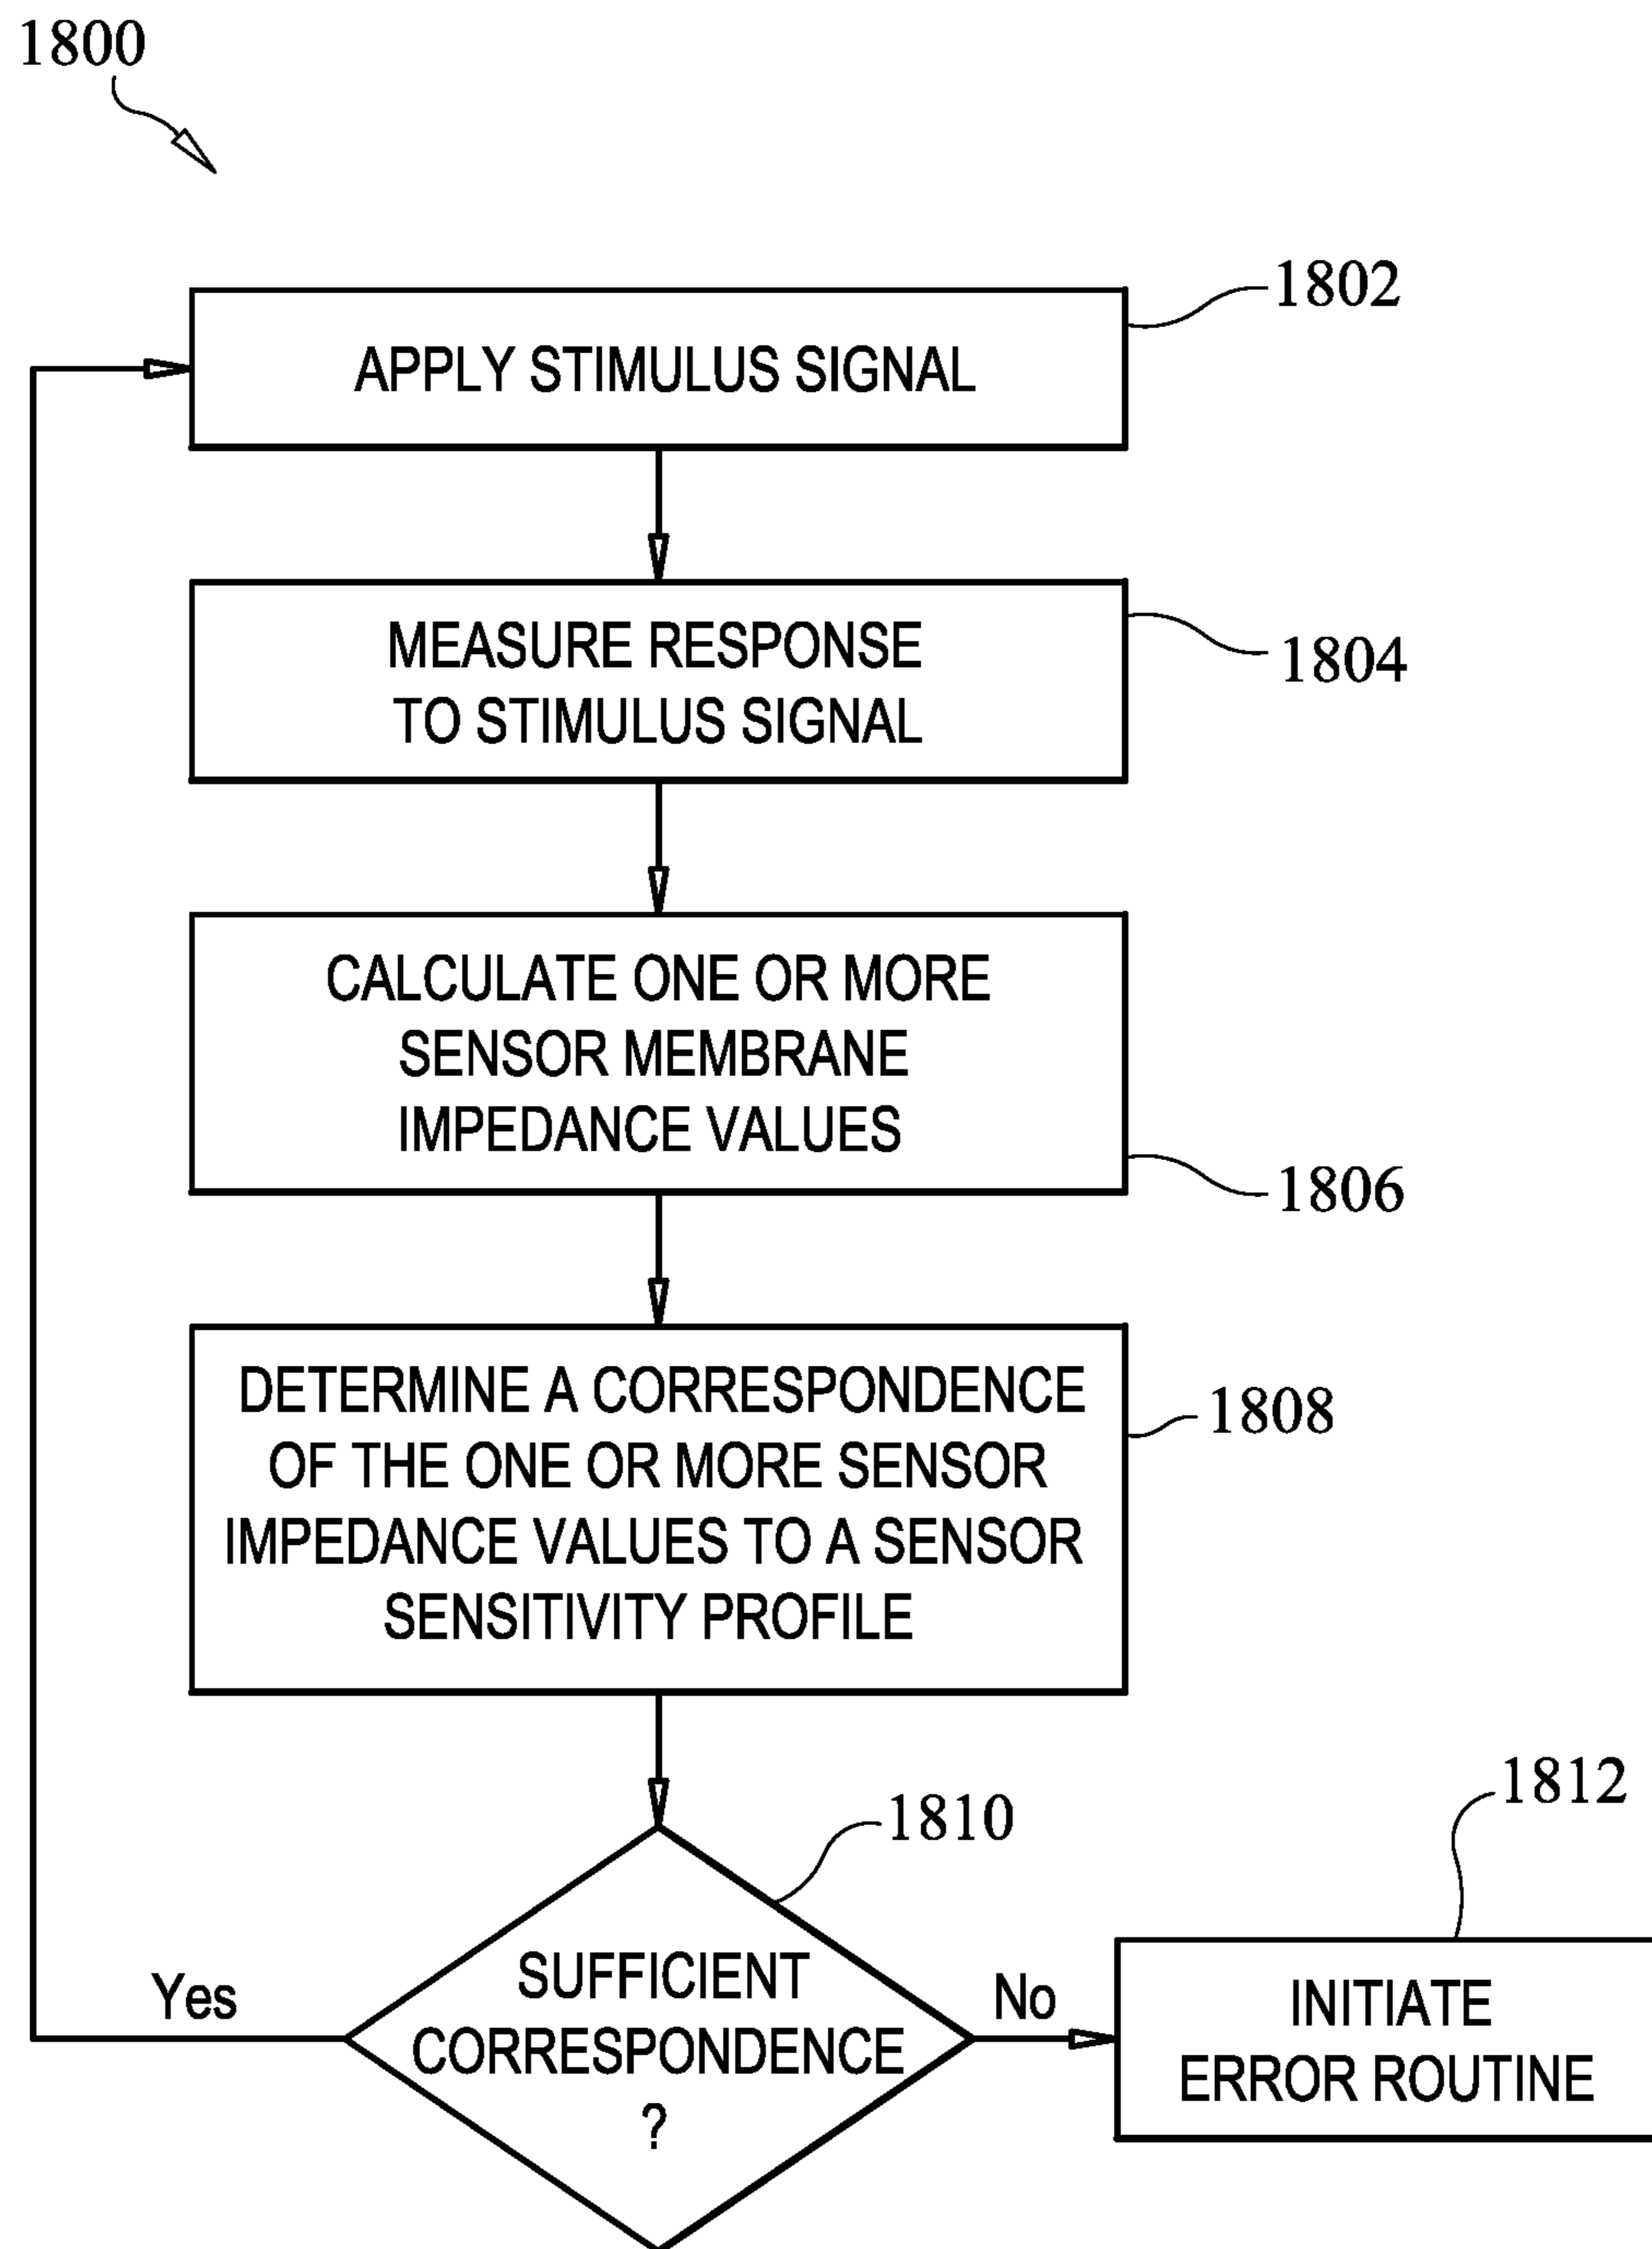 1800
1802
APPLY STIMULUS SIGNAL
MEASURE RESPONSE
TO STIMULUS SIGNAL
1804
CALCULATE ONE OR MORE
SENSOR MEMBRANE
IMPEDANCE VALUES
1806
DETERMINE A CORRESPONDENCE
OF THE ONE OR MORE SENSOR
IMPEDANCE VALUES TO A SENSOR
SENSITIVITY PROFILE
1808
1810
1812
SUFFICIENT
CORRESPONDENCE
?
Yes
No
INITIATE
ERROR ROUTINE